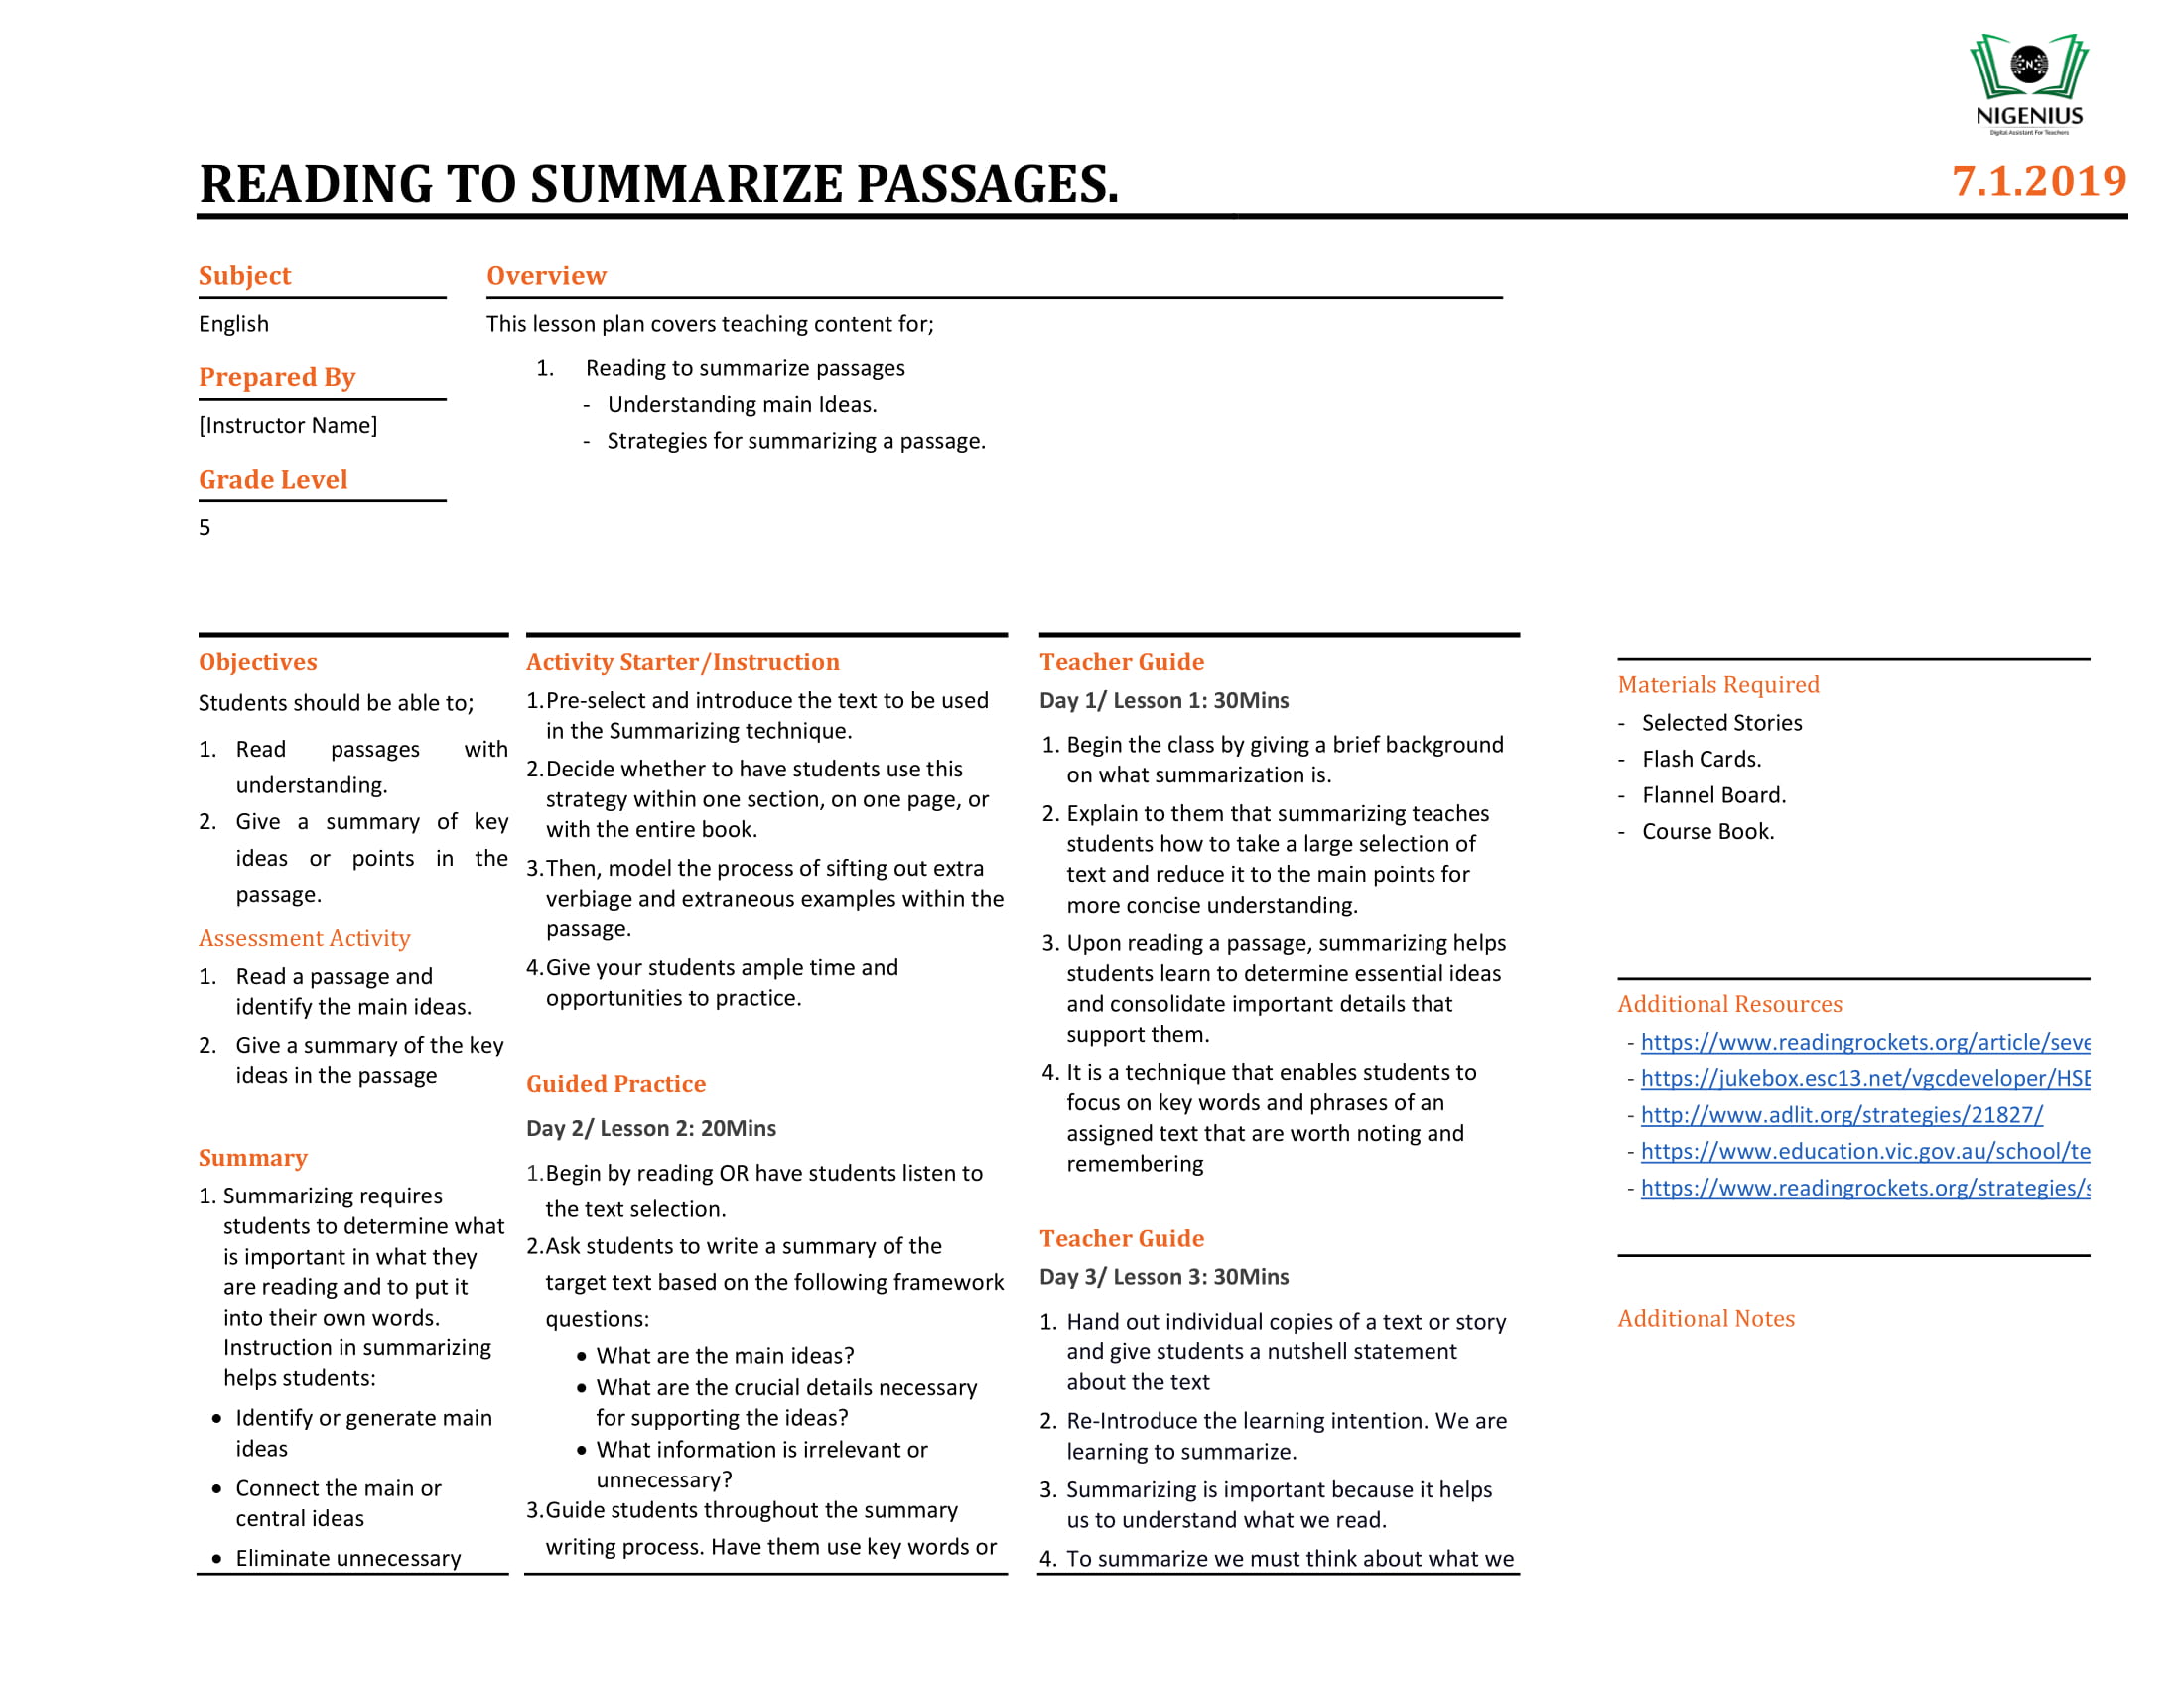 NIGENIUS
Digital Assistant For Teachers
READING TO SUMMARIZE PASSAGES.
7.1.2019
Subject
English
Prepared By
[Instructor Name]
Grade Level
5
Overview
This lesson plan covers teaching content for;
1. Reading to summarize passages
- Understanding main Ideas.
- Strategies for summarizing a passage.
Objectives
Students should be able to;
1. Read passages with
understanding.
2. Give a summary of key
ideas or points in the
passage.
Assessment Activity
1. Read a passage and
identify the main ideas.
2. Give a summary of the key
ideas in the passage
Summary
1. Summarizing requires
students to determine what
is important in what they
are reading and to put it
into their own words.
Instruction in summarizing
helps students:
• Identify or generate main
ideas
• Connect the main or
central ideas
• Eliminate unnecessary
Activity Starter/Instruction
1.Pre-select and introduce the text to be used
in the Summarizing technique.
2.Decide whether to have students use this
strategy within one section, on one page, or
with the entire book.
3.Then, model the process of sifting out extra
verbiage and extraneous examples within the
passage.
4.Give your students ample time and
opportunities to practice.
Guided Practice
Day 2/ Lesson 2: 20Mins
1.Begin by reading OR have students listen to
the text selection.
2.Ask students to write a summary of the
target text based on the following framework
questions:
• What are the main ideas?
• What are the crucial details necessary
for supporting the ideas?
• What information is irrelevant or
unnecessary?
3.Guide students throughout the summary
writing process. Have them use key words or
Teacher Guide
Day 1/ Lesson 1: 30Mins
1. Begin the class by giving a brief background
on what summarization is.
2. Explain to them that summarizing teaches
students how to take a large selection of
text and reduce it to the main points for
more concise understanding.
3. Upon reading a passage, summarizing helps
students learn to determine essential ideas
and consolidate important details that
support them.
4. It is a technique that enables students to
focus on key words and phrases of an
assigned text that are worth noting and
remembering
Teacher Guide
Day 3/ Lesson 3: 30Mins
1. Hand out individual copies of a text or story
and give students a nutshell statement
about the text
2. Re-Introduce the learning intention. We are
learning to summarize.
3. Summarizing is important because it helps
us to understand what we read.
4. To summarize we must think about what we
Materials Required
- Selected Stories
- Flash Cards.
- Flannel Board.
- Course Book.
Additional Resources
- https://www.readingrockets.org/article/seve
- https://jukebox.esc13.net/vgcdeveloper/HSE
- http://www.adlit.org/strategies/21827/
- https://www.education.vic.gov.au/school/te
- https://www.readingrockets.org/strategies/s
Additional Notes